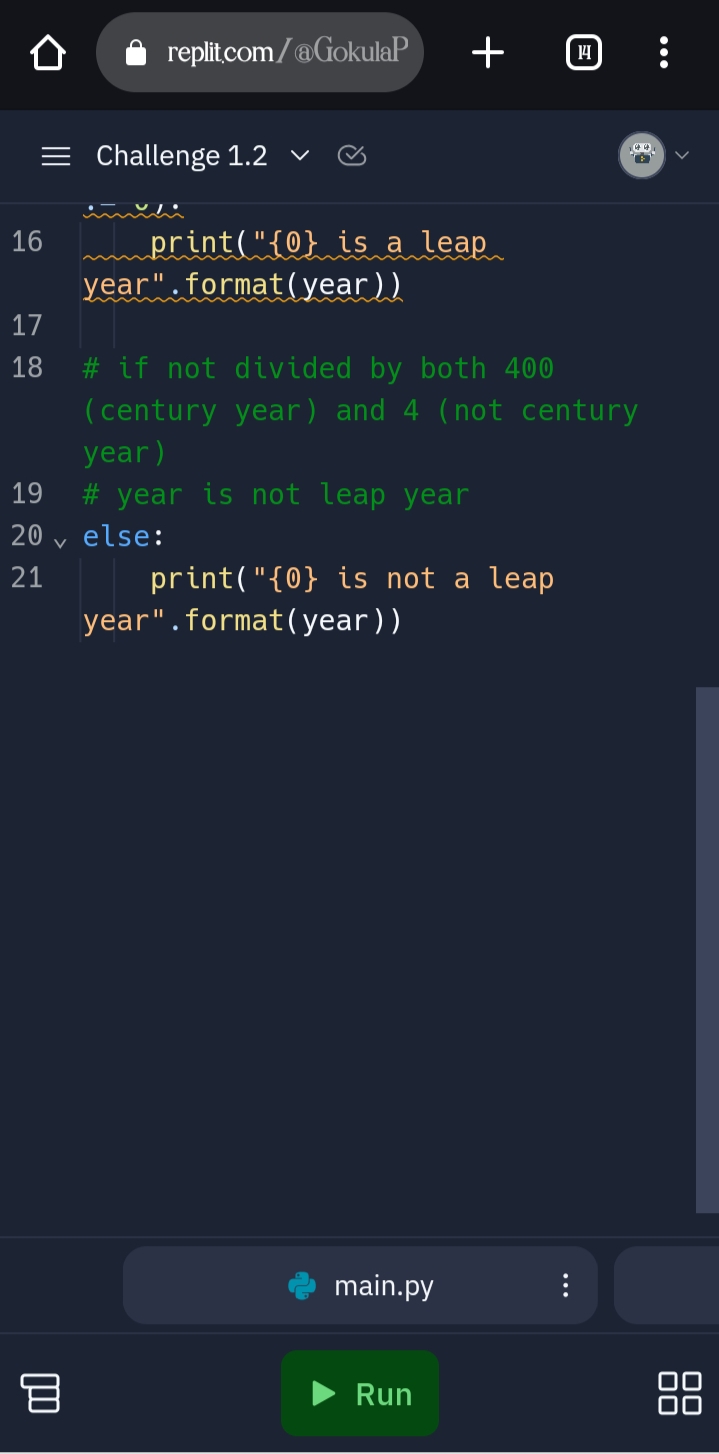 replit.com/@GokulaP
14
Challenge 1.2
!= 0):
16 print("{0} is a leap
year".format(year))
17
18 # if not divided by both 400
(century year) and 4 (not century
year)
19 # year is not leap year
20 else:
21 print("{0} is not a leap
year".format(year))
main.py
Run